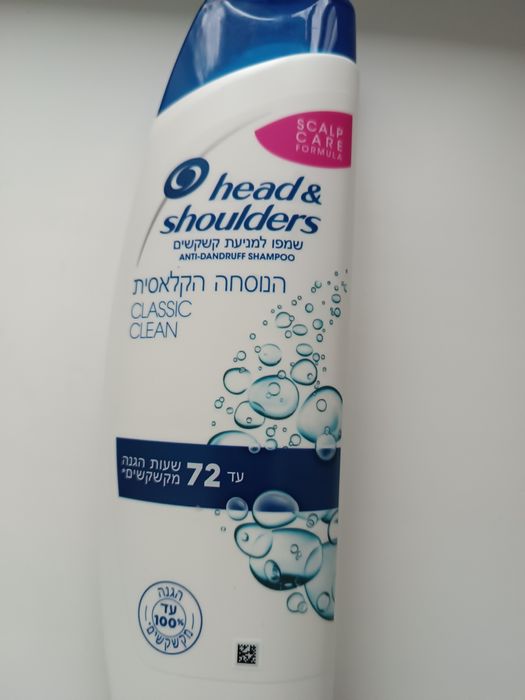 SCALP
CARE
FORMULA
head &
shoulders
שמפו למניעת קשקשים
ANTI-DANDRUFF SHAMPOO
הנוסחה הקלאסית
CLASSIC
CLEAN
עד 72 שעות הגנה
מקשקשים*
הגנה
עד
100%
מקשקשים*